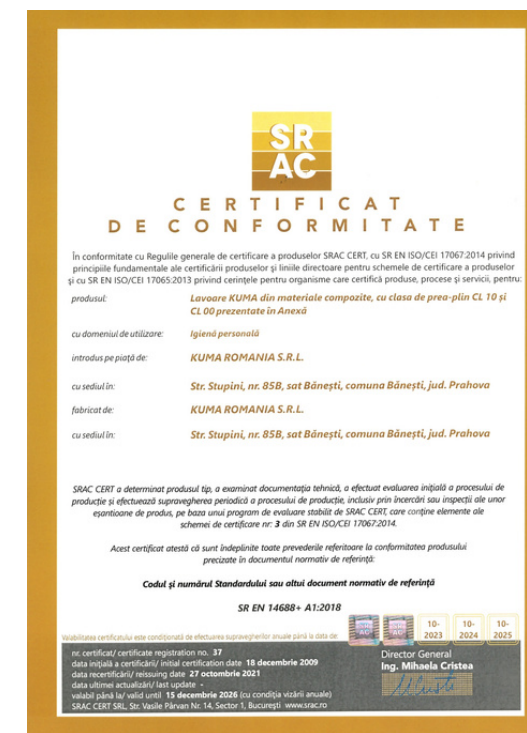 SR
AC
CERTIFICAT
DE CONFORMITATE
În conformitate cu Regulile generale de certificare a produselor SRAC CERT, cu SR EN ISO/CEI 17067:2014 privind
principiile fundamentale ale certificării produselor și liniile directoare pentru schemele de certificare a produselor
și cu SR EN ISO/CEI 17065:2013 privind cerințele pentru organisme care certifică produse, procese și servicii, pentru:
produsul: Lavoare KUMA din materiale compozite, cu clasa de prea-plin CL 10 și
CL 00 prezentate în Anexă
cu domeniul de utilizare: Igienă personală
introdus pe piață de: KUMA ROMANIA S.R.L.
cu sediul în: Str. Stupini, nr. 85B, sat Bănești, comuna Bănești, jud. Prahova
fabricat de: KUMA ROMANIA S.R.L.
cu sediul în: Str. Stupini, nr. 85B, sat Bănești, comuna Bănești, jud. Prahova
SRAC CERT a determinat produsul tip, a examinat documentația tehnică, a efectuat evaluarea inițială a procesului de
producție și efectuează supravegherea periodică a procesului de producție, inclusiv prin încercări sau inspecții ale unor
eșantioane de produs, pe baza unui program de evaluare stabilit de SRAC CERT, care conține elemente ale
schemei de certificare nr: 3 din SR EN ISO/CEI 17067:2014.
Acest certificat atestă că sunt îndeplinite toate prevederile referitoare la conformitatea produsului
precizate în documentul normativ de referință:
Codul și numărul Standardului sau altui document normativ de referință
SR EN 14688+ A1:2018
Valabilitatea certificatului este condiționată de efectuarea supravegherilor anuale până la data de:
SR
AC
SR
AC
10-
2023
10-
2024
10-
2025
nr. certificat/ certificate registration no. 37
data inițială a certificării/ initial certification date 18 decembrie 2009
data recertificării/ reissuing date 27 octombrie 2021
data ultimei actualizări/ last update -
valabil până la/ valid until 15 decembrie 2026 (cu condiția vizării anuale)
SRAC CERT SRL, Str. Vasile Pârvan Nr. 14, Sector 1, București www.srac.ro
Director General
Ing. Mihaela Cristea